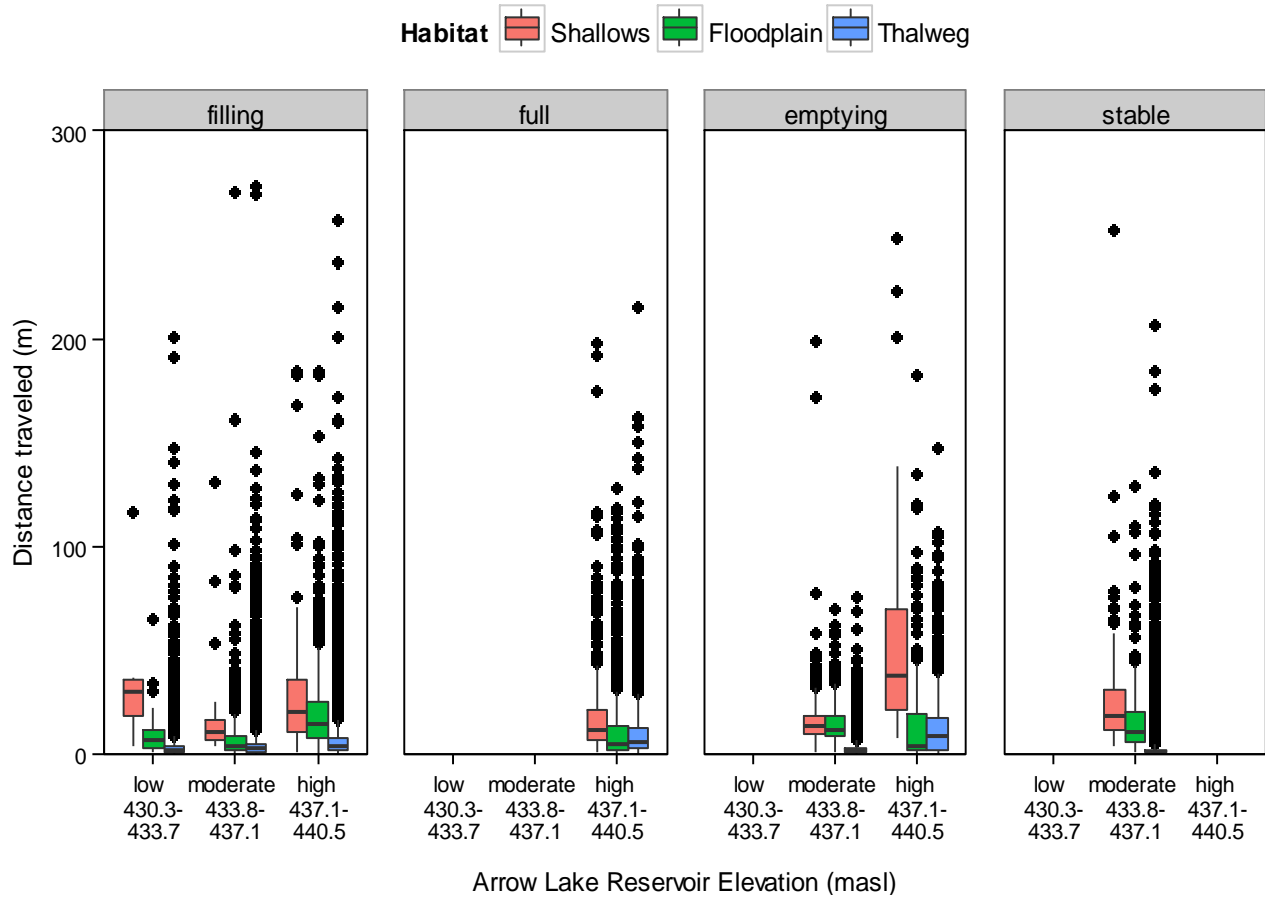 Habitat Shallows Floodplain Thalweg
filling full emptying stable
300
200
100
0
Distance traveled (m)
low moderate high low moderate high low moderate high low moderate high
430.3- 433.8- 437.1- 430.3- 433.8- 437.1- 430.3- 433.8- 437.1- 430.3- 433.8- 437.1-
433.7 437.1 440.5 433.7 437.1 440.5 433.7 437.1 440.5 433.7 437.1 440.5
Arrow Lake Reservoir Elevation (masl)